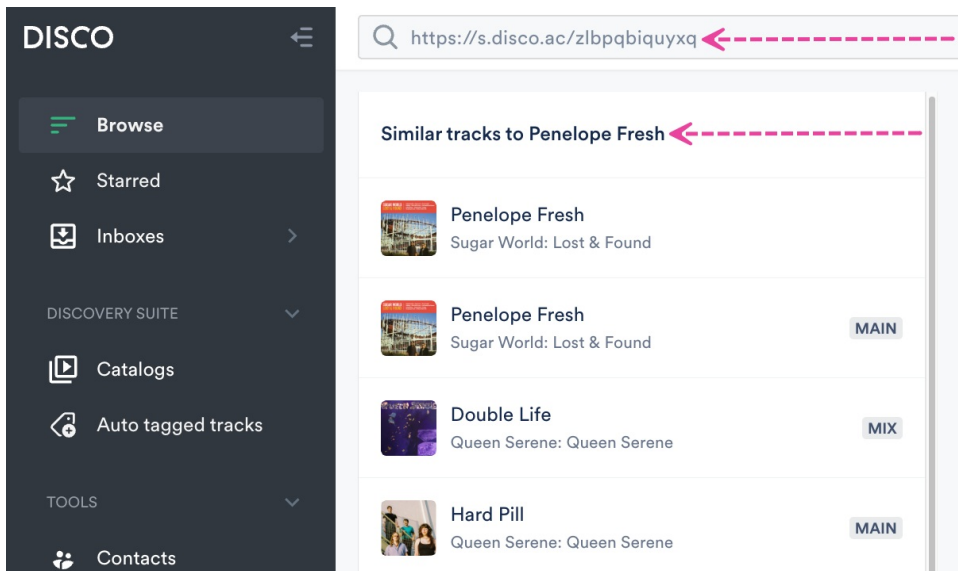 DISCO
https://s.disco.ac/zlbpqbiquyxq
Browse
Starred
Inboxes
DISCOVERY SUITE
Catalogs
Auto tagged tracks
TOOLS
Contacts
Similar tracks to Penelope Fresh
Penelope Fresh
Sugar World: Lost & Found
Penelope Fresh
Sugar World: Lost & Found
MAIN
Double Life
Queen Serene: Queen Serene
MIX
Hard Pill
Queen Serene: Queen Serene
MAIN